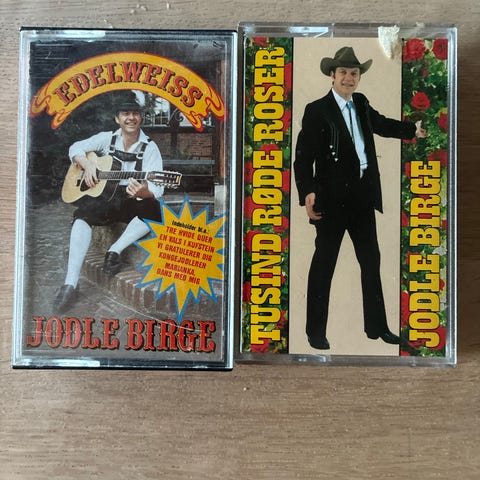 EDELWEISS
Indeholder bl.a.:
TRE HVIDE DUER
EN VALS I KUFSTEIN
VI GRATULERER DIG
KONGEJODLEREN
MARIANKA,
DANS MED MIG
JODLE BIRGE
TUSIND RØDE ROSER
JODLE BIRGE